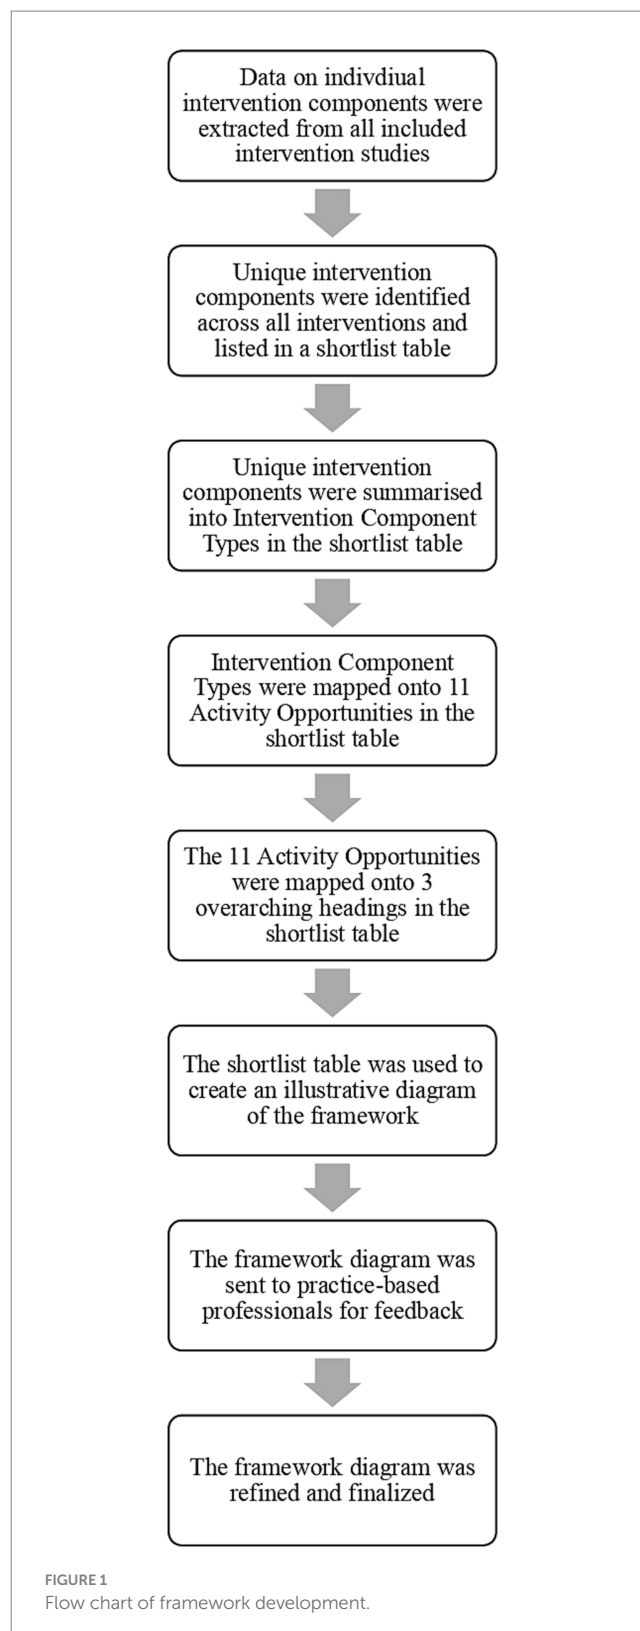 Data on indivdiual
intervention components were
extracted from all included
intervention studies
Unique intervention
components were identified
across all interventions and
listed in a shortlist table
Unique intervention
components were summarised
into Intervention Component
Types in the shortlist table
Intervention Component
Types were mapped onto 11
Activity Opportunities in the
shortlist table
The 11 Activity Opportunities
were mapped onto 3
overarching headings in the
shortlist table
The shortlist table was used to
create an illustrative diagram
of the framework
The framework diagram was
sent to practice-based
professionals for feedback
The framework diagram was
refined and finalized
FIGURE 1
Flow chart of framework development.